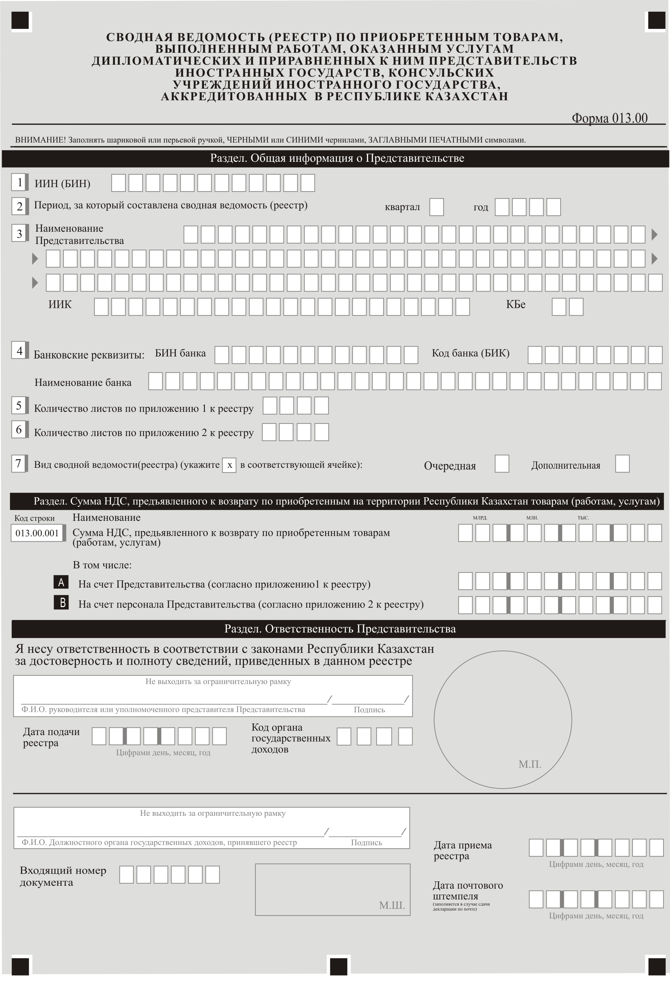 СВОДНАЯ ВЕДОМОСТЬ (РЕЕСТР) ПО ПРИОБРЕТЕННЫМ ТОВАРАМ,
ВЫПОЛНЕННЫМ РАБОТАМ, ОКАЗАННЫМ УСЛУГАМ
ДИПЛОМАТИЧЕСКИХ И ПРИРАВНЕННЫХ К НИМ ПРЕДСТАВИТЕЛЬСТВ
ИНОСТРАННЫХ ГОСУДАРСТВ, КОНСУЛЬСКИХ
УЧРЕЖДЕНИЙ ИНОСТРАННОГО ГОСУДАРСТВА,
АККРЕДИТОВАННЫХ В РЕСПУБЛИКЕ КАЗАХСТАН
Форма 013.00
ВНИМАНИЕ! Заполнять шариковой или перьевой ручкой, ЧЕРНЫМИ или СИНИМИ чернилами, ЗАГЛАВНЫМИ ПЕЧАТНЫМИ символами.
Раздел. Общая информация о Представительстве
1 ИИН (БИН)
2 Период, за который составлена сводная ведомость (реестр) квартал год
3 Наименование
Представительства
ИИК КБе
4 Банковские реквизиты: БИН банка Код банка (БИК)
Наименование банка
5 Количество листов по приложению 1 к реестру
6 Количество листов по приложению 2 к реестру
7 Вид сводной ведомости(реестра) (укажите x в соответствующей ячейке): Очередная Дополнительная
Раздел. Сумма НДС, предъявленного к возврату по приобретенным на территории Республики Казахстан товарам (работам, услугам)
Код строки Наименование МЛРД. МЛН. ТЫС.
013.00.001 Сумма НДС, предьявленного к возврату по приобретенным товарам
(работам, услугам)
В том числе:
A На счет Представительства (согласно приложению1 к реестру)
B На счет персонала Представительства (согласно приложению 2 к реестру)
Раздел. Ответственность Представительства
Я несу ответственность в соответствии с законами Республики Казахстан
за достоверность и полноту сведений, приведенных в данном реестре
Не выходить за ограничительную рамку
/ /
Ф.И.О. руководителя или уполномоченного представителя Представительства Подпись
Дата подачи
реестра
Цифрами день, месяц, год
Код органа
государственных
доходов
М.П.
Не выходить за ограничительную рамку
/ /
Ф.И.О. Должностного органа государственных доходов, принявшего реестр Подпись
Дата приема
реестра
Цифрами день, месяц, год
Входящий номер
документа
М.Ш.
Дата почтового
штемпеля
(заполняется в случае сдачи
декларации по почте)
Цифрами день, месяц, год